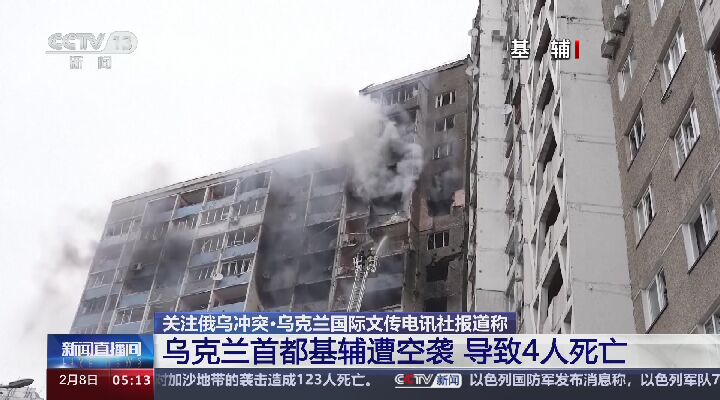 CCTV 13
新闻
基辅
关注俄乌冲突·乌克兰国际文传电讯社报道称
新闻直播间
乌克兰首都基辅遭空袭 导致4人死亡
2月8日 05:13 对加沙地带的袭击造成123人死亡。 CCTV 新闻 以色列国防军发布消息称，以色列军队7